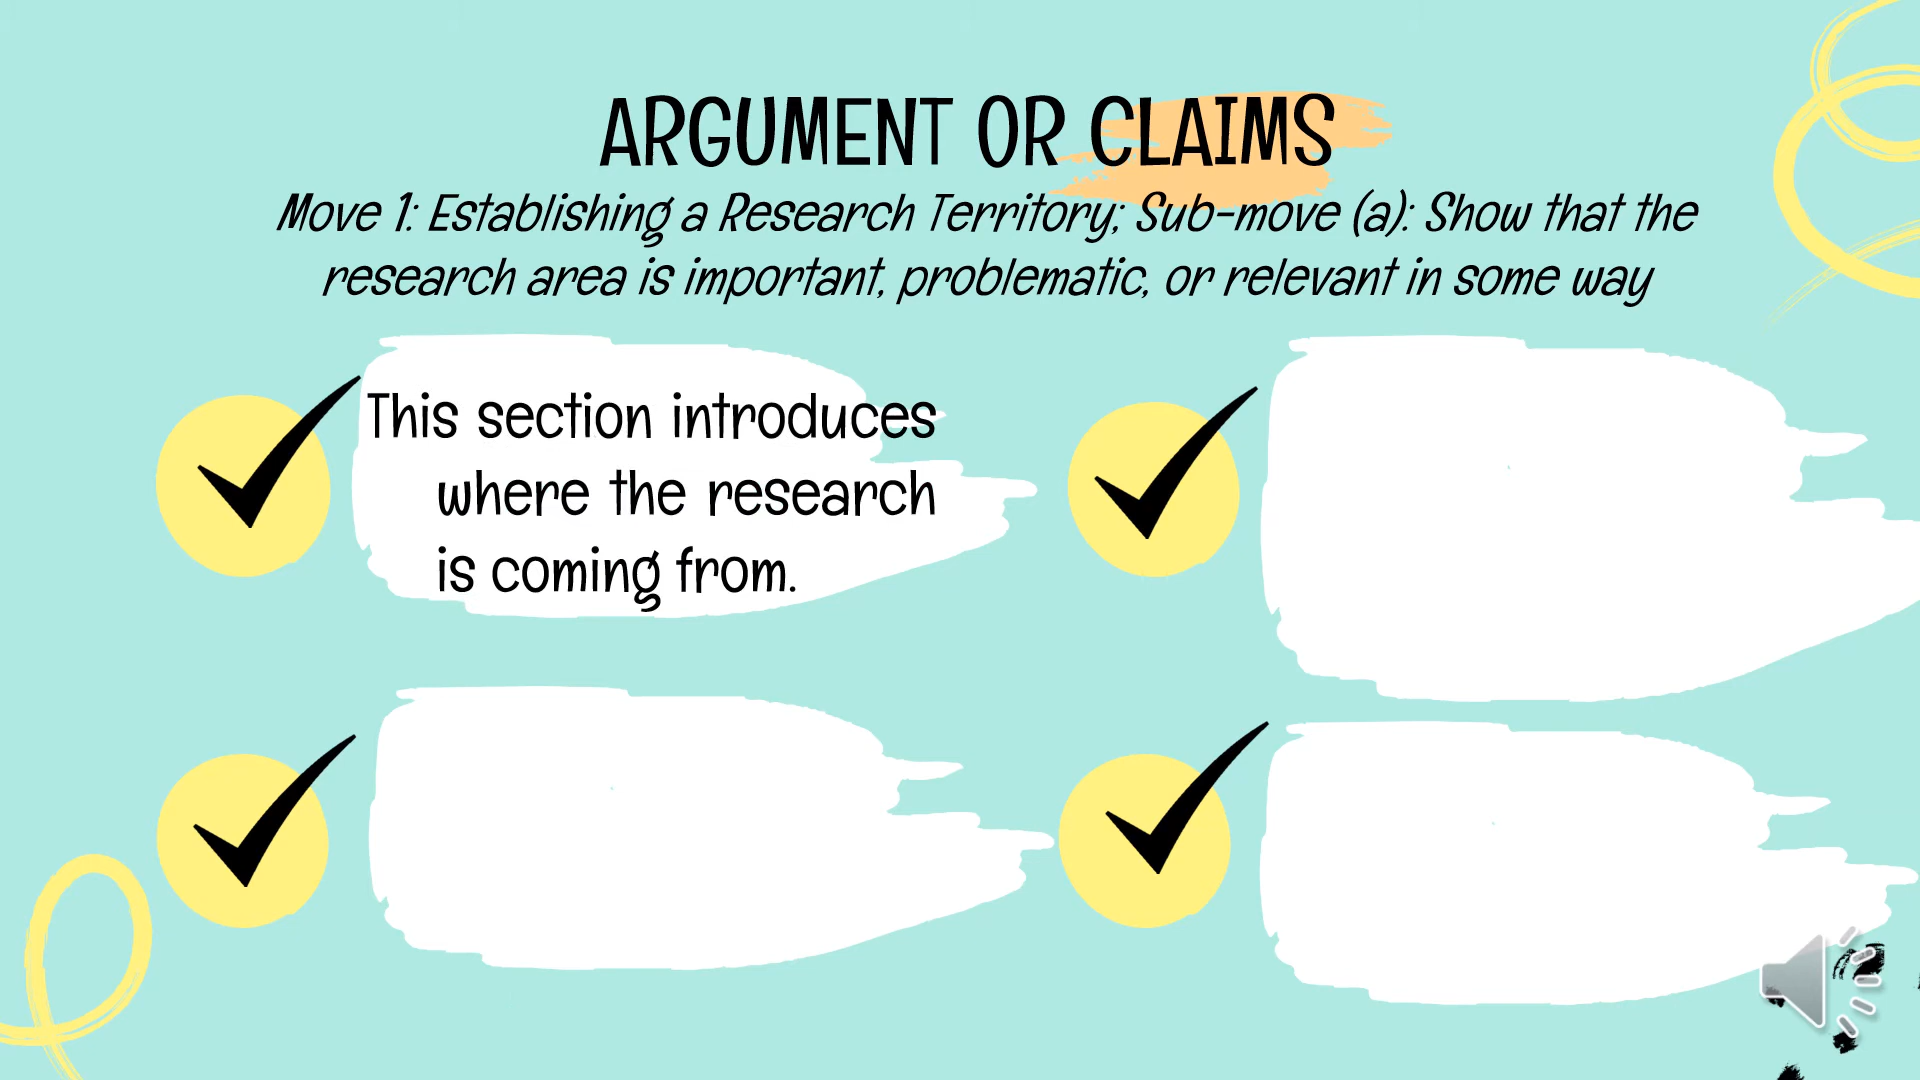 ARGUMENT OR CLAIMS
Move 1: Establishing a Research Territory; Sub-move (a): Show that the
research area is important, problematic, or relevant in some way
This section introduces
where the research
is coming from.